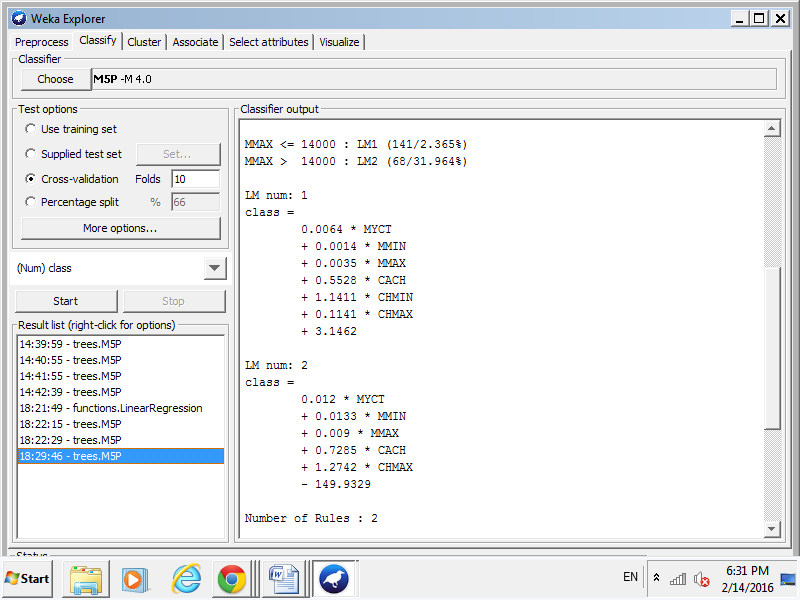 Weka Explorer
Preprocess Classify Cluster Associate Select attributes Visualize
Classifier
Choose M5P -M 4.0
Test options
Use training set
Supplied test set Set...
Cross-validation Folds 10
Percentage split % 66
More options...
(Num) class
Start Stop
Result list (right-click for options)
14:39:59 - trees.M5P
14:40:55 - trees.M5P
14:41:55 - trees.M5P
14:42:39 - trees.M5P
18:21:49 - functions.LinearRegression
18:22:15 - trees.M5P
18:22:29 - trees.M5P
18:29:46 - trees.M5P
Classifier output
MMAX <= 14000 : LM1 (141/2.365%)
MMAX > 14000 : LM2 (68/31.964%)
LM num: 1
class =
0.0064 * MYCT
+ 0.0014 * MMIN
+ 0.0035 * MMAX
+ 0.5528 * CACH
+ 1.1411 * CHMIN
+ 0.1141 * CHMAX
+ 3.1462
LM num: 2
class =
0.012 * MYCT
+ 0.0133 * MMIN
+ 0.009 * MMAX
+ 0.7285 * CACH
+ 1.2742 * CHMAX
- 149.9329
Number of Rules : 2
Status
Start
EN
6:31 PM
2/14/2016